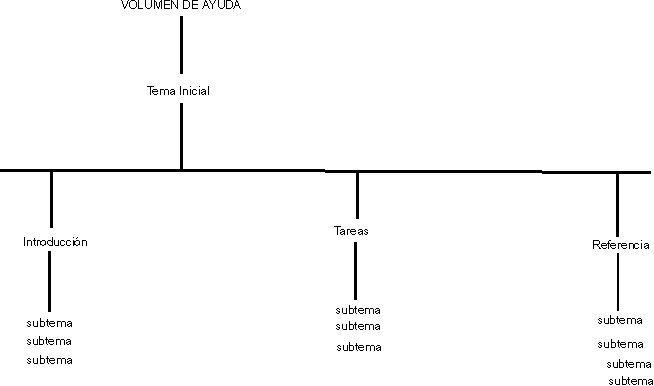 VOLUMEN DE AYUDA
Tema Inicial
Introducción
Tareas
Referencia
subtema
subtema
subtema
subtema
subtema
subtema
subtema
subtema
subtema
subtema